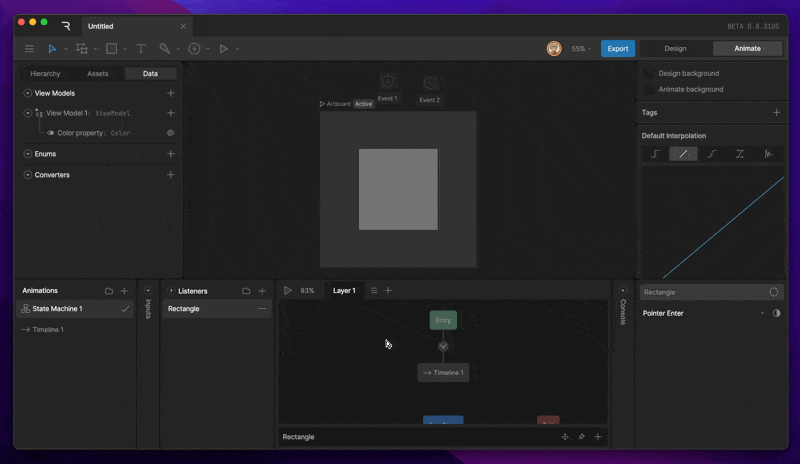 Untitled
BETA 0.8.3105
55%
Export
Design
Animate
Hierarchy
Assets
Data
View Models
View Model 1: ViewModel
Color property: Color
Enums
Converters
Event 1
Event 2
Artboard
Active
Design background
Animate background
Tags
Default Interpolation
Animations
State Machine 1
Timeline 1
Inputs
Listeners
Rectangle
93%
Layer 1
Entry
Timeline 1
Rectangle
Console
Rectangle
Pointer Enter